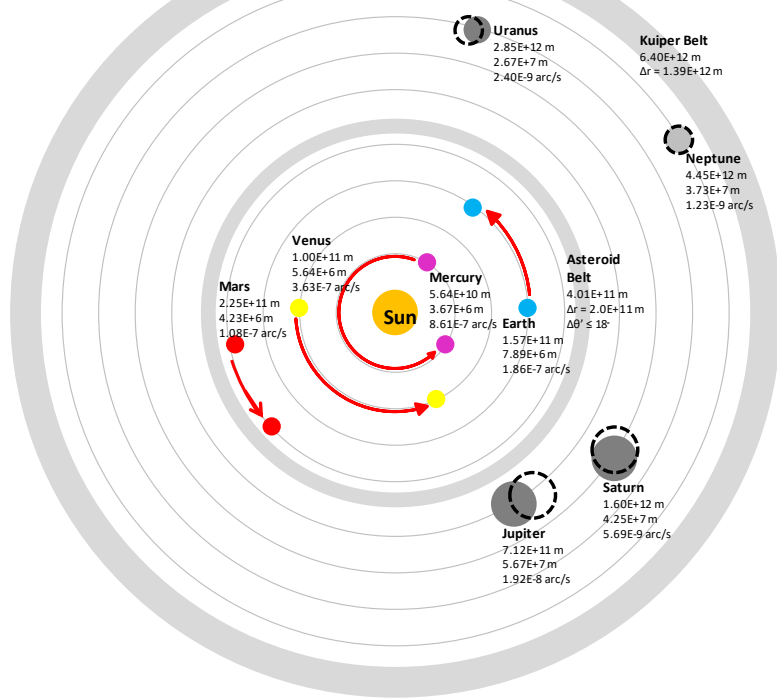 Uranus
2.85E+12 m
2.67E+7 m
2.40E-9 arc/s
Kuiper Belt
6.40E+12 m
Δr = 1.39E+12 m
Neptune
4.45E+12 m
3.73E+7 m
1.23E-9 arc/s
Venus
1.00E+11 m
5.64E+6 m
3.63E-7 arc/s
Mercury
5.64E+10 m
3.67E+6 m
8.61E-7 arc/s
Asteroid
Belt
4.01E+11 m
Δr = 2.0E+11 m
Δθ' ≤ 18°
Mars
2.25E+11 m
4.23E+6 m
1.08E-7 arc/s
Sun
Earth
1.57E+11 m
7.89E+6 m
1.86E-7 arc/s
Saturn
1.60E+12 m
4.25E+7 m
5.69E-9 arc/s
Jupiter
7.12E+11 m
5.67E+7 m
1.92E-8 arc/s